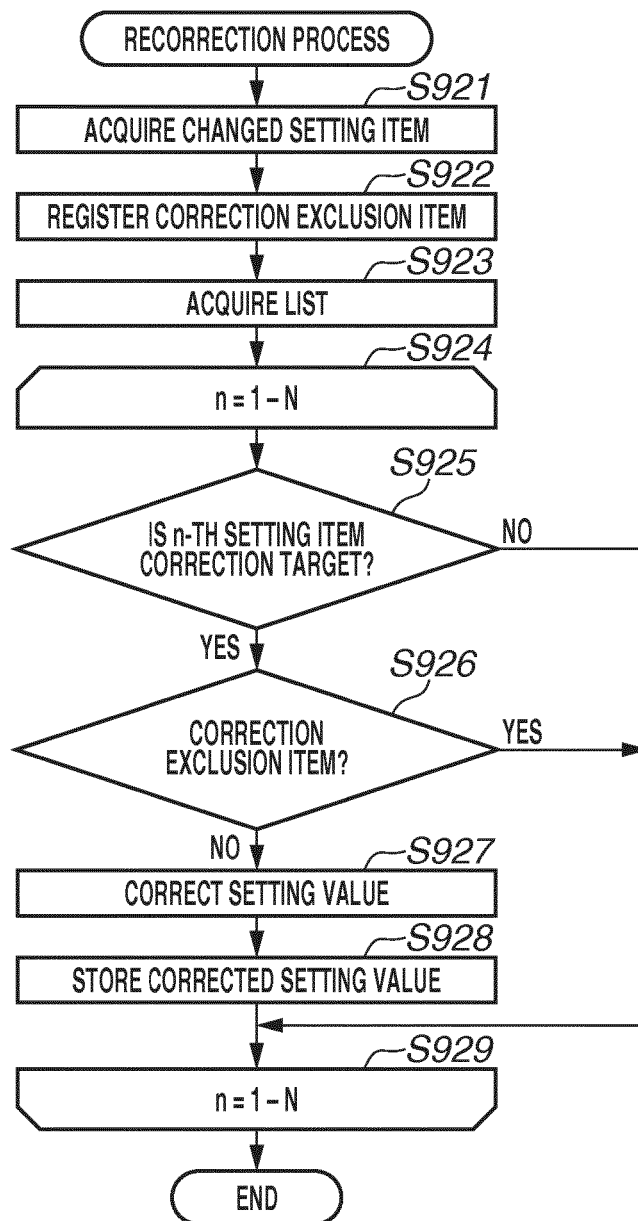 RECORRECTION PROCESS
S921
ACQUIRE CHANGED SETTING ITEM
S922
REGISTER CORRECTION EXCLUSION ITEM
S923
ACQUIRE LIST
S924
n = 1 – N
S925
IS n-TH SETTING ITEM
CORRECTION TARGET?
NO
YES
S926
CORRECTION
EXCLUSION ITEM?
YES
NO
S927
CORRECT SETTING VALUE
S928
STORE CORRECTED SETTING VALUE
S929
n = 1 – N
END